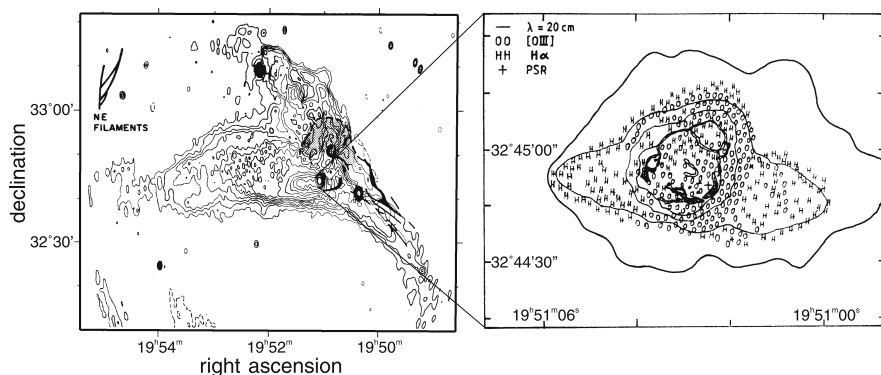 33°00'
32°30'
declination
NE
FILAMENTS
19ʰ54ᵐ
19ʰ52ᵐ
19ʰ50ᵐ
right ascension
— λ = 20 cm
OO [OIII]
HH Hα
+ PSR
32°45'00"
32°44'30"
19ʰ51ᵐ06ˢ
19ʰ51ᵐ00ˢ